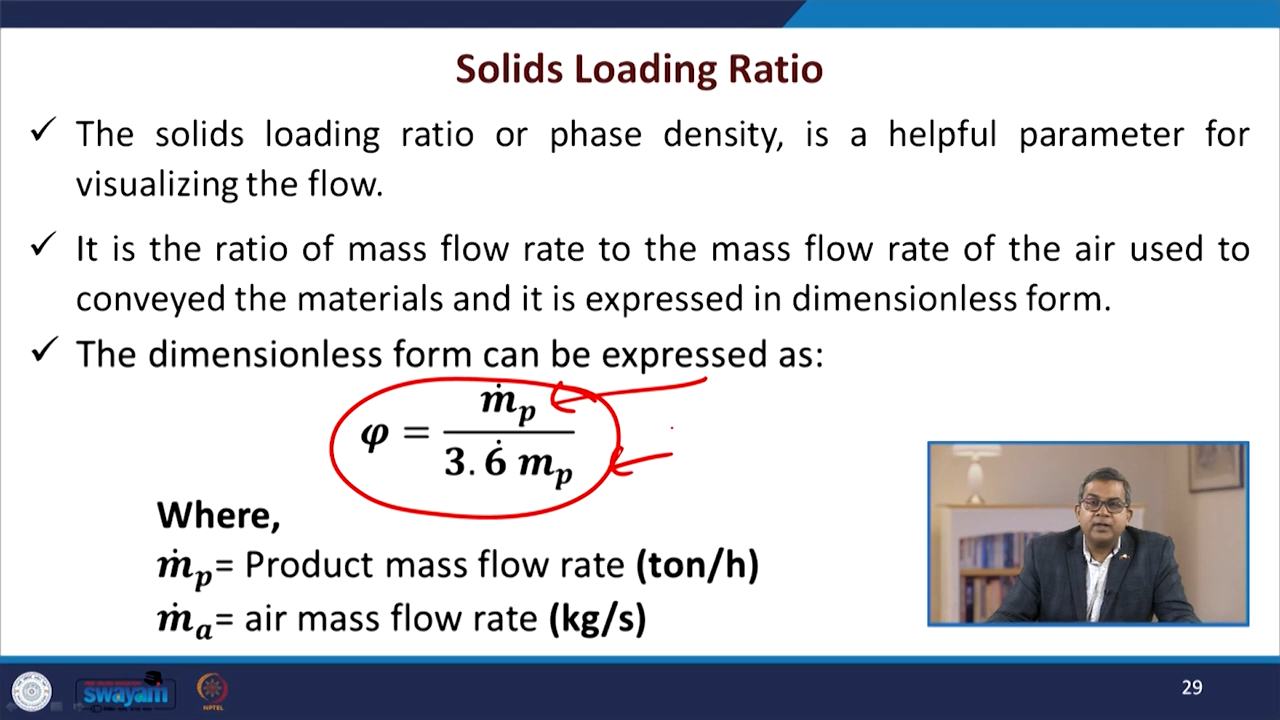 Solids Loading Ratio
✓ The solids loading ratio or phase density, is a helpful parameter for
visualizing the flow.
✓ It is the ratio of mass flow rate to the mass flow rate of the air used to
conveyed the materials and it is expressed in dimensionless form.
✓ The dimensionless form can be expressed as:
φ = ṁₚ / 3.6̇ mₚ
Where,
ṁₚ= Product mass flow rate (ton/h)
ṁₐ= air mass flow rate (kg/s)
swayam
NPTEL
29